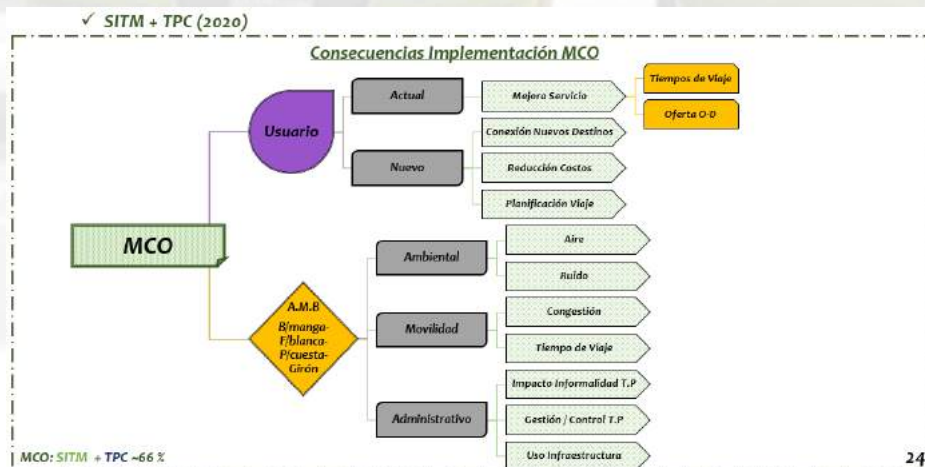 ✓ SITM + TPC (2020)
Consecuencias Implementación MCO
MCO
Usuario
Actual
Mejora Servicio
Tiempos de Viaje
Oferta O-D
Nuevo
Conexión Nuevos Destinos
Reducción Costos
Planificación Viaje
A.M.B
B/manga-
F/blanca-
P/cuesta-
Girón
Ambiental
Aire
Ruido
Movilidad
Congestión
Tiempo de Viaje
Administrativo
Impacto Informalidad T.P
Gestión / Control T.P
Uso Infraestructura
MCO: SITM + TPC ~66 %
24